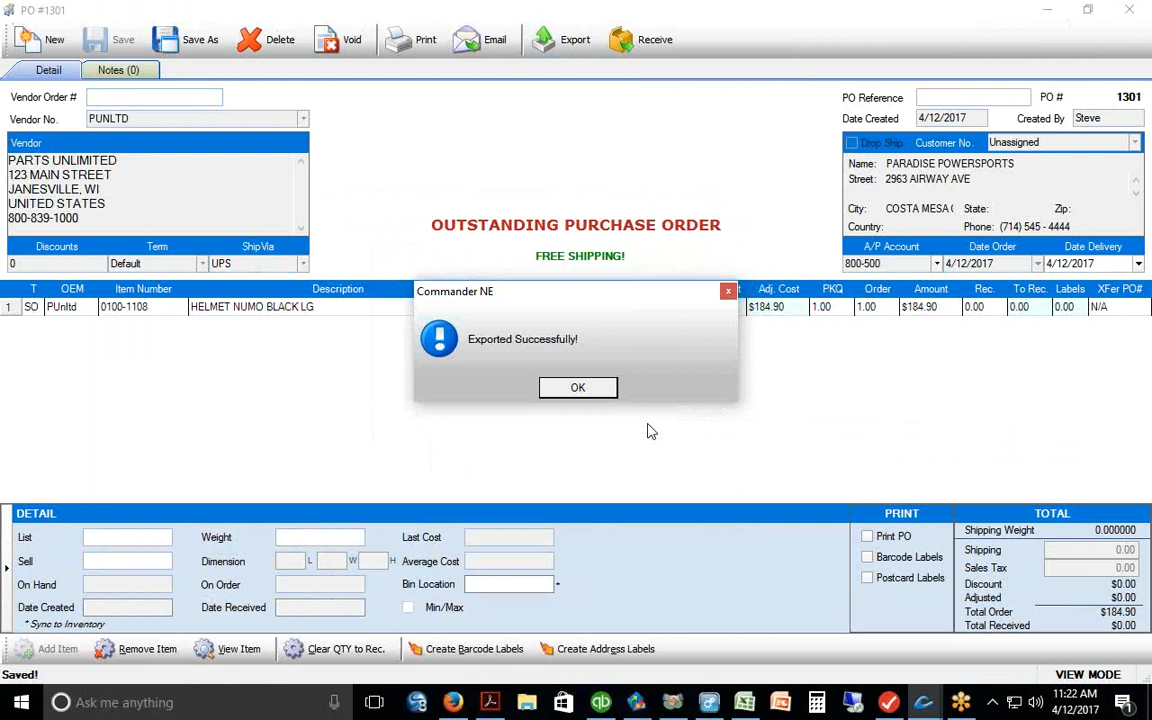 PO #1301
New Save Save As Delete Void Print Email Export Receive
Detail Notes (0)
Vendor Order # PO Reference PO # 1301
Vendor No. PUNLTD Date Created 4/12/2017 Created By Steve
Vendor Drop Ship Customer No. Unassigned
PARTS UNLIMITED Name: PARADISE POWERSPORTS
123 MAIN STREET Street: 2963 AIRWAY AVE
JANESVILLE, WI
UNITED STATES City: COSTA MESA ( State: Zip:
800-839-1000 Country: Phone: (714) 545 - 4444
OUTSTANDING PURCHASE ORDER
Discounts Term Ship Via A/P Account Date Order Date Delivery
FREE SHIPPING!
0 Default UPS 800-500 4/12/2017 4/12/2017
T OEM Item Number Description Adj. Cost PKQ Order Amount Rec. To Rec. Labels XFer PO#
1 SO PUnltd 0100-1108 HELMET NUMO BLACK LG $184.90 1.00 1.00 $184.90 0.00 0.00 0.00 N/A
Commander NE x
Exported Successfully!
OK
DETAIL PRINT TOTAL
List Weight Last Cost Print PO Shipping Weight 0.000000
Sell Dimension L W H Average Cost Barcode Labels Shipping 0.00
On Hand On Order Bin Location Postcard Labels Sales Tax 0.00
Discount $0.00
Date Created Date Received Min/Max Adjusted $0.00
Total Order $184.90
* Sync to Inventory Total Received $0.00
Add Item Remove Item View Item Clear QTY to Rec. Create Barcode Labels Create Address Labels
Saved! VIEW MODE
Ask me anything 11:22 AM
4/12/2017